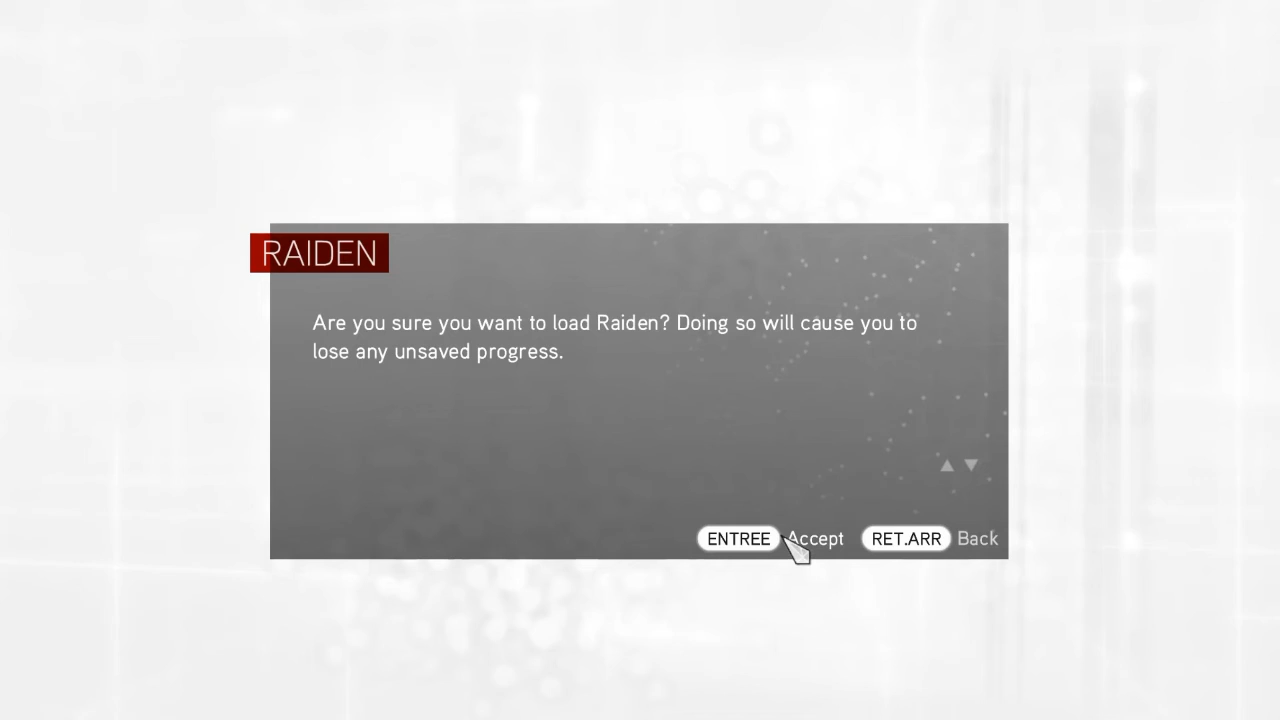 RAIDEN
Are you sure you want to load Raiden? Doing so will cause you to
lose any unsaved progress.
ENTREE Accept RET.ARR Back